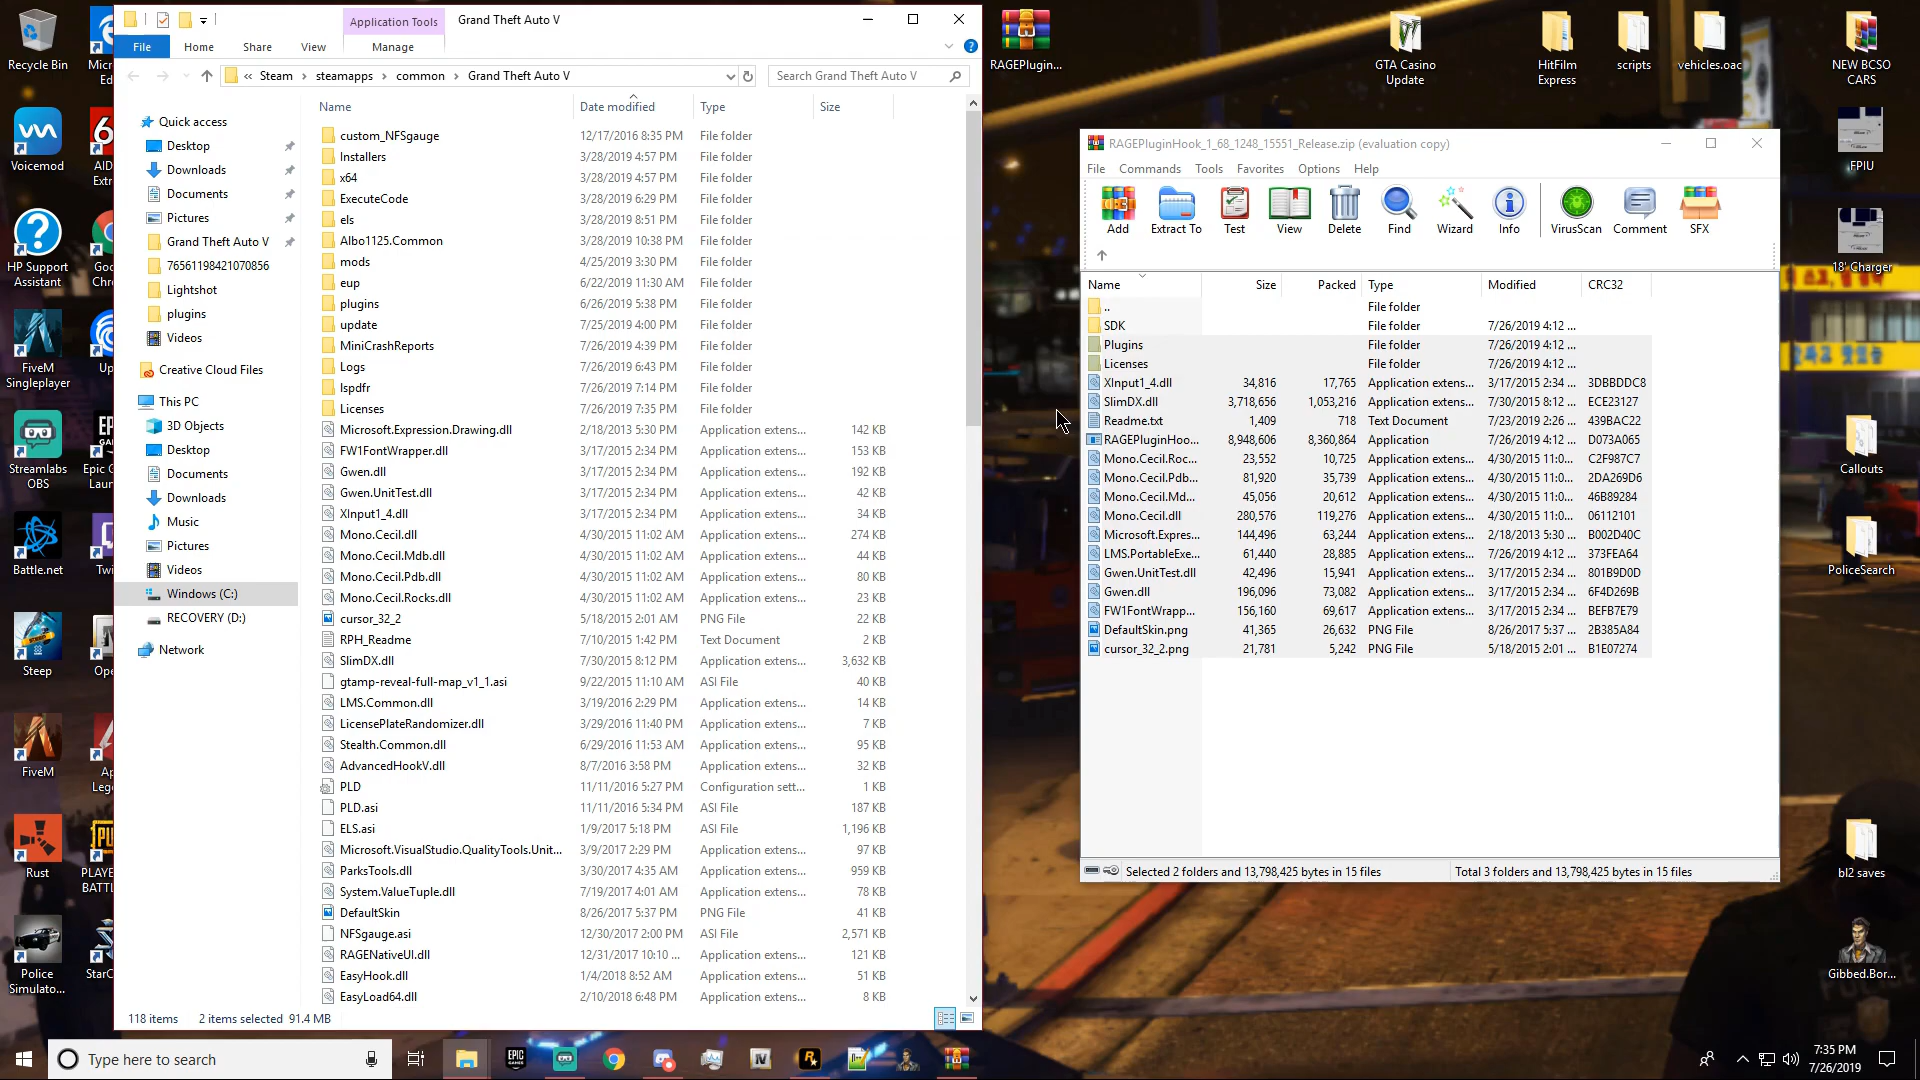 Recycle Bin
Micr...
Ed
Voicemod
AID
Extr
HP Support
Assistant
Goo
Chro
FiveM
Singleplayer
Up
Streamlabs
OBS
Epic G
Laun
Battle.net
Twi
Steep
Ope
FiveM
Ap
Lege
Rust
PLAYE
BATTL
Police
Simulato...
StarC
Application Tools
Grand Theft Auto V
File
Home
Share
View
Manage
« Steam › steamapps › common › Grand Theft Auto V
Search Grand Theft Auto V
Quick access
Desktop
Downloads
Documents
Pictures
Grand Theft Auto V
76561198421070856
Lightshot
plugins
Videos
Creative Cloud Files
This PC
3D Objects
Desktop
Documents
Downloads
Music
Pictures
Videos
Windows (C:)
RECOVERY (D:)
Network
Name Date modified Type Size
custom_NFSgauge 12/17/2016 8:35 PM File folder
Installers 3/28/2019 4:57 PM File folder
x64 3/28/2019 4:57 PM File folder
ExecuteCode 3/28/2019 6:29 PM File folder
els 3/28/2019 8:51 PM File folder
Albo1125.Common 3/28/2019 10:38 PM File folder
mods 4/25/2019 3:30 PM File folder
eup 6/22/2019 11:30 AM File folder
plugins 6/26/2019 5:38 PM File folder
update 7/25/2019 4:00 PM File folder
MiniCrashReports 7/26/2019 4:39 PM File folder
Logs 7/26/2019 6:43 PM File folder
lspdfr 7/26/2019 7:14 PM File folder
Licenses 7/26/2019 7:35 PM File folder
Microsoft.Expression.Drawing.dll 2/18/2013 5:30 PM Application extens... 142 KB
FW1FontWrapper.dll 3/17/2015 2:34 PM Application extens... 153 KB
Gwen.dll 3/17/2015 2:34 PM Application extens... 192 KB
Gwen.UnitTest.dll 3/17/2015 2:34 PM Application extens... 42 KB
XInput1_4.dll 3/17/2015 2:34 PM Application extens... 34 KB
Mono.Cecil.dll 4/30/2015 11:02 AM Application extens... 274 KB
Mono.Cecil.Mdb.dll 4/30/2015 11:02 AM Application extens... 44 KB
Mono.Cecil.Pdb.dll 4/30/2015 11:02 AM Application extens... 80 KB
Mono.Cecil.Rocks.dll 4/30/2015 11:02 AM Application extens... 23 KB
cursor_32_2 5/18/2015 2:01 AM PNG File 22 KB
RPH_Readme 7/10/2015 1:42 PM Text Document 2 KB
SlimDX.dll 7/30/2015 8:12 PM Application extens... 3,632 KB
gtamp-reveal-full-map_v1_1.asi 9/22/2015 11:10 AM ASI File 40 KB
LMS.Common.dll 3/19/2016 2:29 PM Application extens... 14 KB
LicensePlateRandomizer.dll 3/29/2016 11:40 PM Application extens... 7 KB
Stealth.Common.dll 6/29/2016 11:53 AM Application extens... 95 KB
AdvancedHookV.dll 8/7/2016 3:58 PM Application extens... 32 KB
PLD 11/11/2016 5:27 PM Configuration sett... 1 KB
PLD.asi 11/11/2016 5:34 PM ASI File 187 KB
ELS.asi 1/9/2017 5:18 PM ASI File 1,196 KB
Microsoft.VisualStudio.QualityTools.Unit... 3/9/2017 2:29 PM Application extens... 97 KB
ParksTools.dll 3/30/2017 4:35 AM Application extens... 959 KB
System.ValueTuple.dll 7/19/2017 4:01 AM Application extens... 78 KB
DefaultSkin 8/26/2017 5:37 PM PNG File 41 KB
NFSgauge.asi 12/30/2017 2:00 PM ASI File 2,571 KB
RAGENativeUI.dll 12/31/2017 10:10 ... Application extens... 121 KB
EasyHook.dll 1/4/2018 8:52 AM Application extens... 51 KB
EasyLoad64.dll 2/10/2018 6:48 PM Application extens... 8 KB
118 items 2 items selected 91.4 MB
RAGEPlugin...
GTA Casino
Update
HitFilm
Express
scripts
vehicles.oac
NEW BCSO
CARS
FPIU
18' Charger
Callouts
PoliceSearch
bl2 saves
Gibbed.Bor...
RAGEPluginHook_1_68_1248_15551_Release.zip (evaluation copy)
File Commands Tools Favorites Options Help
Add Extract To Test View Delete Find Wizard Info VirusScan Comment SFX
Name Size Packed Type Modified CRC32
.. File folder
SDK File folder 7/26/2019 4:12 ...
Plugins File folder 7/26/2019 4:12 ...
Licenses File folder 7/26/2019 4:12 ...
XInput1_4.dll 34,816 17,765 Application extens... 3/17/2015 2:34 ... 3DBBDDC8
SlimDX.dll 3,718,656 1,053,216 Application extens... 7/30/2015 8:12 ... ECE23127
Readme.txt 1,409 718 Text Document 7/23/2019 2:26 ... 439BAC22
RAGEPluginHoo... 8,948,606 8,360,864 Application 7/26/2019 4:12 ... D073A065
Mono.Cecil.Roc... 23,552 10,725 Application extens... 4/30/2015 11:0... C2F987C7
Mono.Cecil.Pdb... 81,920 35,739 Application extens... 4/30/2015 11:0... 2DA269D6
Mono.Cecil.Md... 45,056 20,612 Application extens... 4/30/2015 11:0... 46B89284
Mono.Cecil.dll 280,576 119,276 Application extens... 4/30/2015 11:0... 06112101
Microsoft.Expres... 144,496 63,244 Application extens... 2/18/2013 5:30 ... B002D40C
LMS.PortableExe... 61,440 28,885 Application extens... 7/26/2019 4:12 ... 373FEA64
Gwen.UnitTest.dll 42,496 15,941 Application extens... 3/17/2015 2:34 ... 801B9D0D
Gwen.dll 196,096 73,082 Application extens... 3/17/2015 2:34 ... 6F4D269B
FW1FontWrapp... 156,160 69,617 Application extens... 3/17/2015 2:34 ... BEFB7E79
DefaultSkin.png 41,365 26,632 PNG File 8/26/2017 5:37 ... 2B385A84
cursor_32_2.png 21,781 5,242 PNG File 5/18/2015 2:01 ... B1E07274
Selected 2 folders and 13,798,425 bytes in 15 files
Total 3 folders and 13,798,425 bytes in 15 files
Type here to search
7:35 PM
7/26/2019